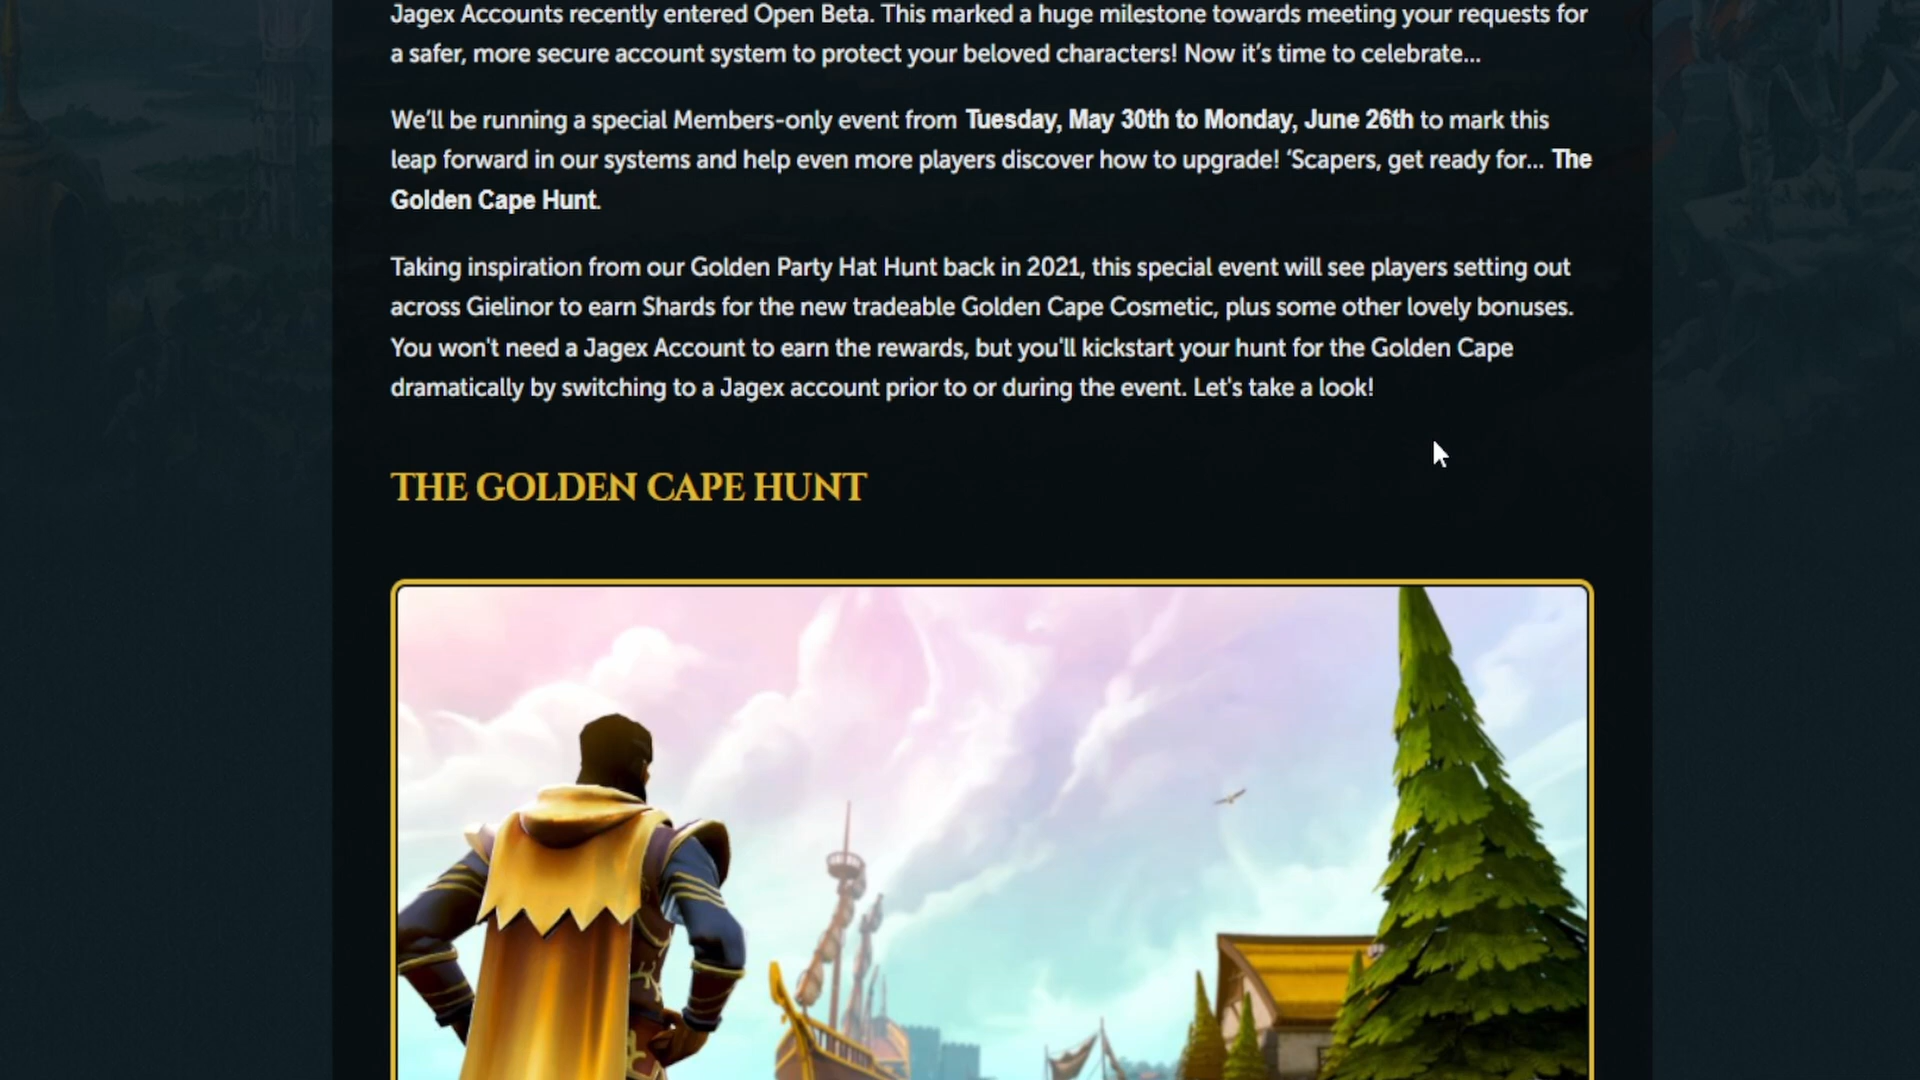 Jagex Accounts recently entered Open Beta. This marked a huge milestone towards meeting your requests for
a safer, more secure account system to protect your beloved characters! Now it’s time to celebrate...
We’ll be running a special Members-only event from Tuesday, May 30th to Monday, June 26th to mark this
leap forward in our systems and help even more players discover how to upgrade! ‘Scapers, get ready for... The
Golden Cape Hunt.
Taking inspiration from our Golden Party Hat Hunt back in 2021, this special event will see players setting out
across Gielinor to earn Shards for the new tradeable Golden Cape Cosmetic, plus some other lovely bonuses.
You won't need a Jagex Account to earn the rewards, but you'll kickstart your hunt for the Golden Cape
dramatically by switching to a Jagex account prior to or during the event. Let's take a look!
THE GOLDEN CAPE HUNT